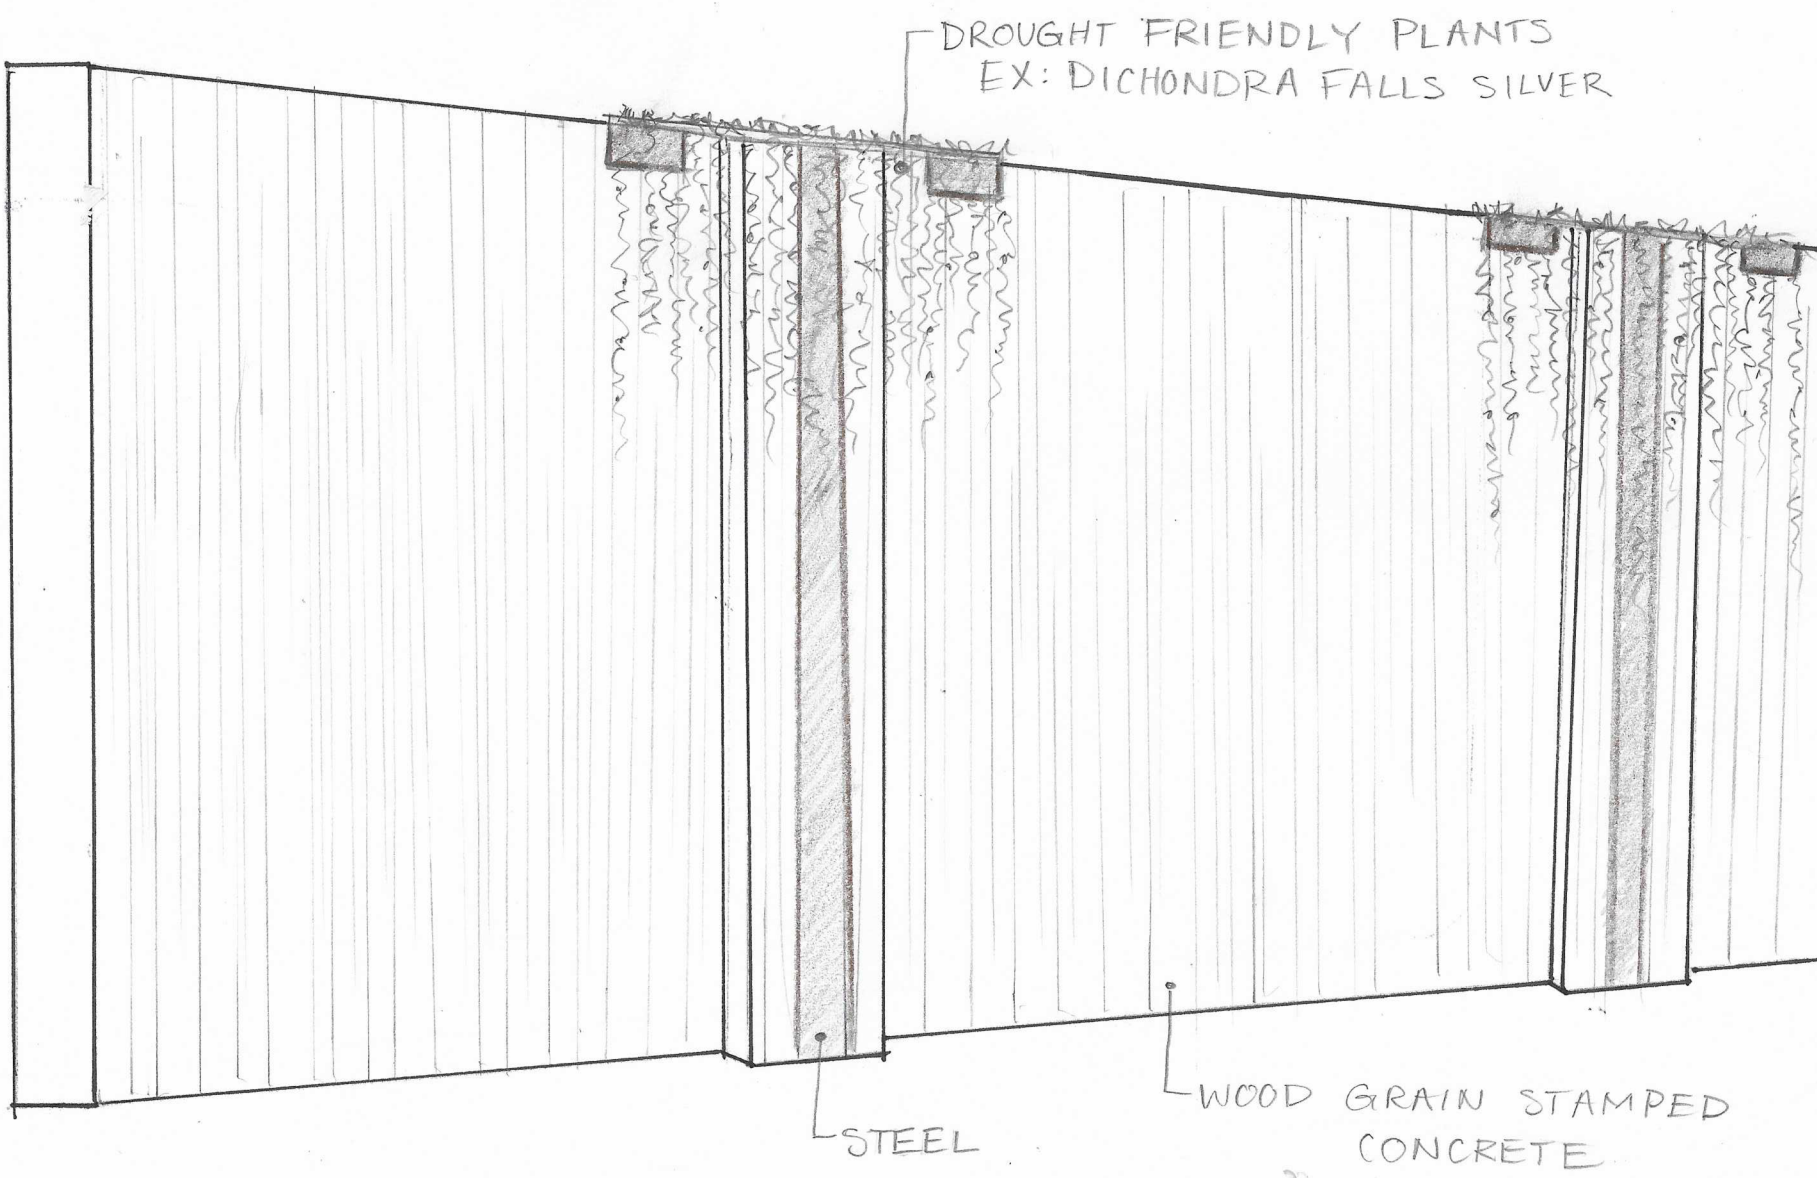 DROUGHT FRIENDLY PLANTS
EX: DICHONDRA FALLS SILVER
WOOD GRAIN STAMPED
CONCRETE
STEEL